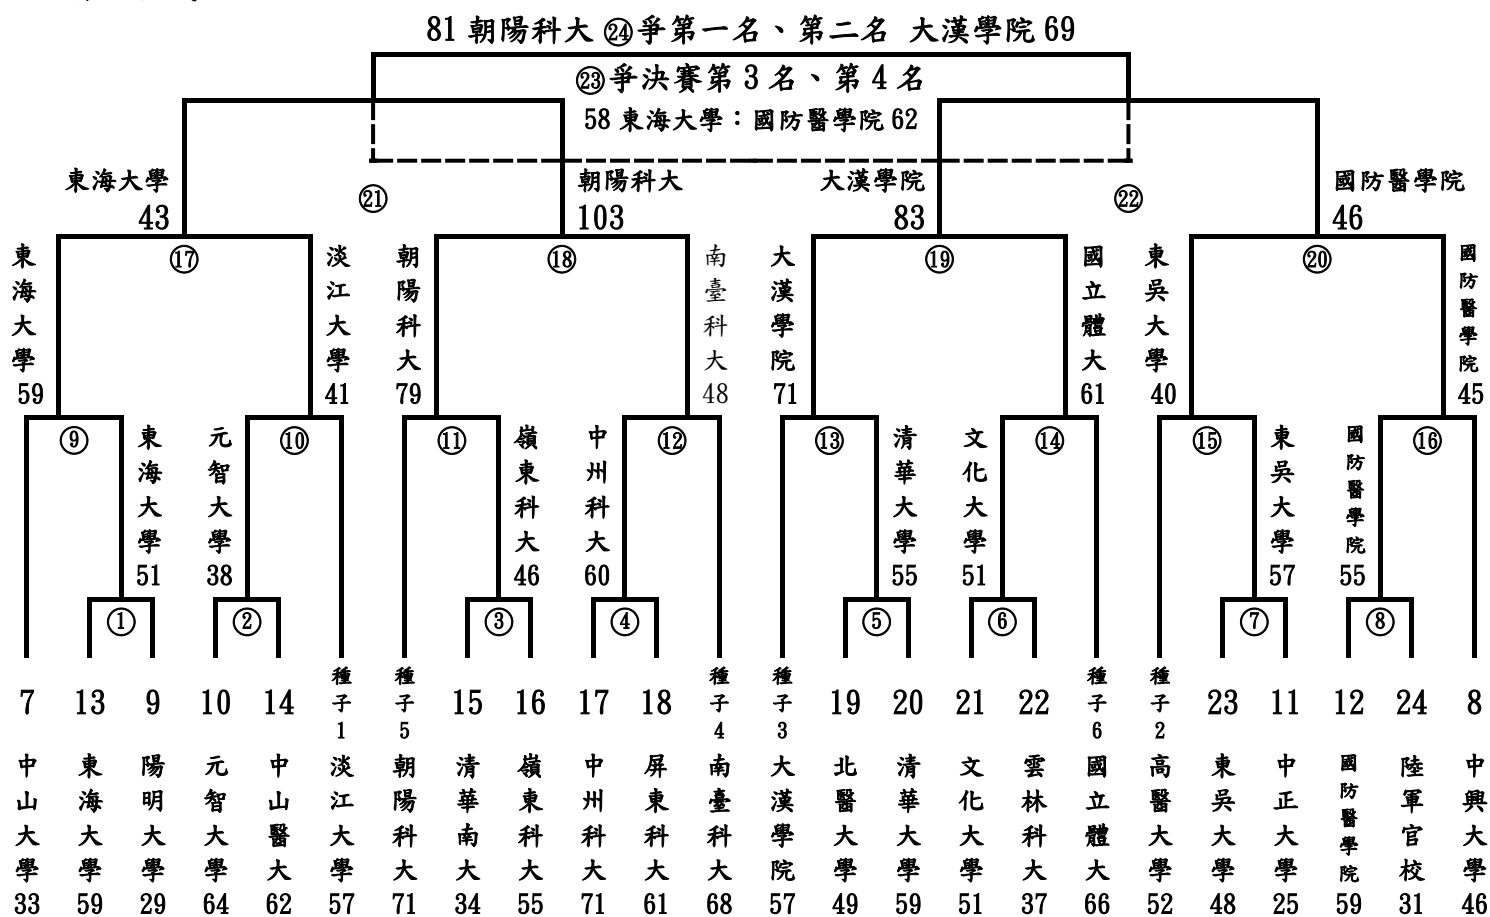 81 朝陽科大 ㉔爭第一名、第二名 大漢學院 69
㉓爭決賽第 3 名、第 4 名
58 東海大學：國防醫學院 62
東海大學
43
㉑
朝陽科大
103
大漢學院
83
㉒
國防醫學院
46
東海大學
59
⑰
淡江大學
41
朝陽科大
79
⑱
南臺科大
48
大漢學院
71
⑲
國立體大
61
東吳大學
40
⑳
國防醫學院
45
⑨
東海大學
51
元智大學
38
⑩
⑪
嶺東科大
46
中州科大
60
⑫
⑬
清華大學
55
文化大學
51
⑭
⑮
東吳大學
57
國防醫學院
55
⑯
① ② ③ ④ ⑤ ⑥ ⑦ ⑧
7 13 9 10 14 種子1 種子5 15 16 17 18 種子4 種子3 19 20 21 22 種子6 種子2 23 11 12 24 8
中山大學
33
東海大學
59
陽明大學
29
元智大學
64
中山醫大
62
淡江大學
57
朝陽科大
71
清華南大
34
嶺東科大
55
中州科大
71
屏東科大
61
南臺科大
68
大漢學院
57
北醫大學
49
清華大學
59
文化大學
51
雲林科大
37
國立體大
66
高醫大學
52
東吳大學
48
中正大學
25
國防醫學院
59
陸軍官校
31
中興大學
46